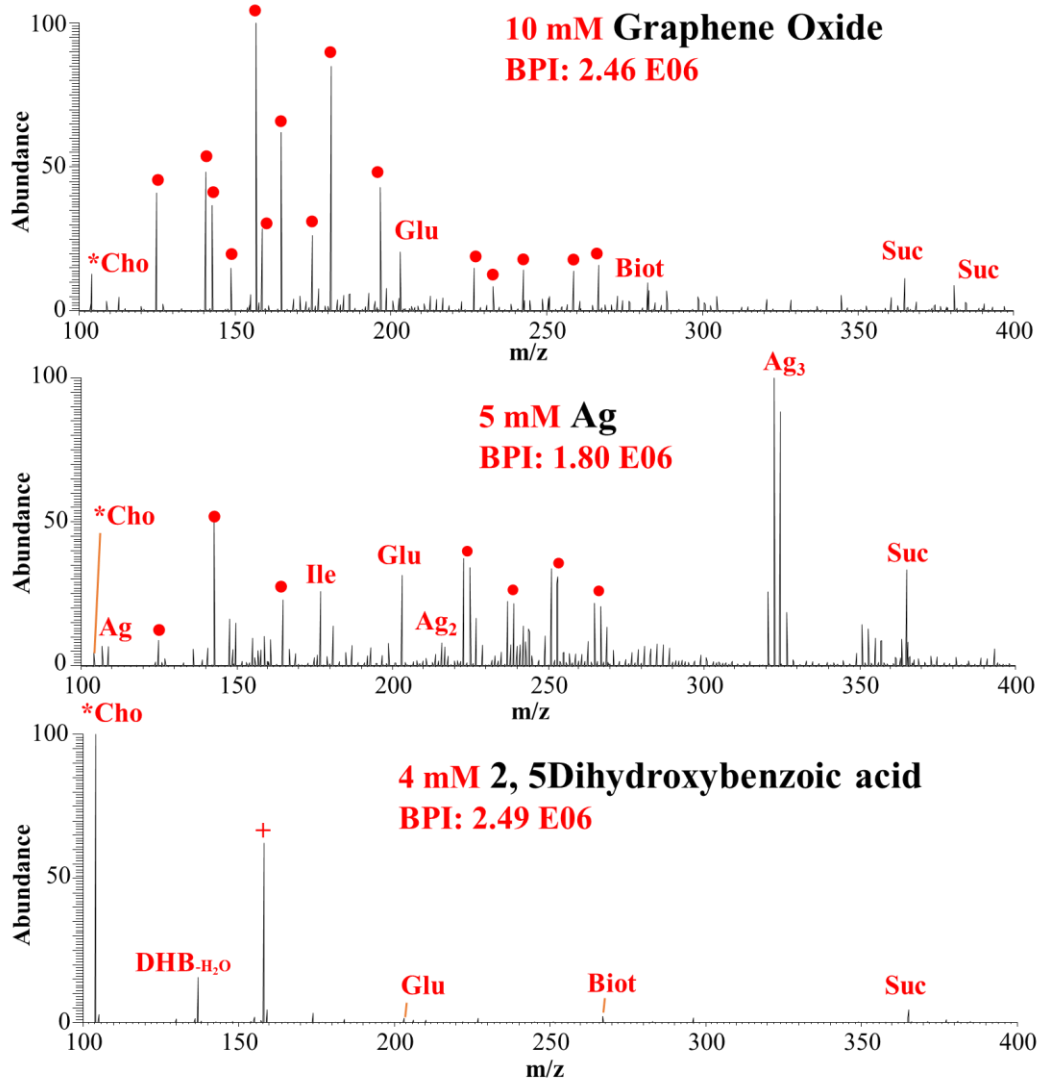 10 mM Graphene Oxide
BPI: 2.46 E06
Abundance
100
50
0
*Cho
Glu
Biot
Suc
Suc
100 150 200 250 300 350 400
m/z
5 mM Ag
BPI: 1.80 E06
Abundance
100
50
0
*Cho
Ag
Ile
Glu
Ag₂
Ag₃
Suc
100 150 200 250 300 350 400
m/z
4 mM 2, 5Dihydroxybenzoic acid
BPI: 2.49 E06
Abundance
100
50
0
*Cho
DHB-H₂O
+
Glu
Biot
Suc
100 150 200 250 300 350 400
m/z